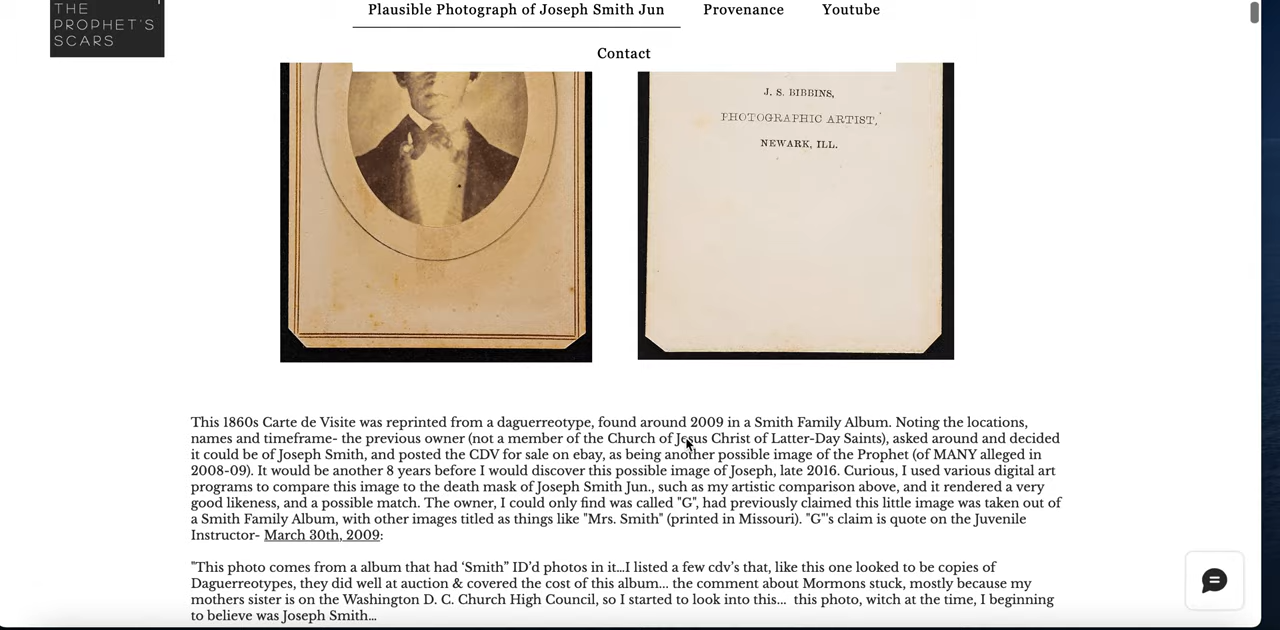 THE
PROPHET'S
SCARS
Plausible Photograph of Joseph Smith Jun
Provenance
Youtube
Contact
J. S. BIBBINS,
PHOTOGRAPHIC ARTIST,
NEWARK, ILL.
This 1860s Carte de Visite was reprinted from a daguerreotype, found around 2009 in a Smith Family Album. Noting the locations,
names and timeframe- the previous owner (not a member of the Church of Jesus Christ of Latter-Day Saints), asked around and decided
it could be of Joseph Smith, and posted the CDV for sale on ebay, as being another possible image of the Prophet (of MANY alleged in
2008-09). It would be another 8 years before I would discover this possible image of Joseph, late 2016. Curious, I used various digital art
programs to compare this image to the death mask of Joseph Smith Jun., such as my artistic comparison above, and it rendered a very
good likeness, and a possible match. The owner, I could only find was called "G", had previously claimed this little image was taken out of
a Smith Family Album, with other images titled as things like "Mrs. Smith" (printed in Missouri). "G"'s claim is quote on the Juvenile
Instructor- March 30th, 2009:
"This photo comes from a album that had ‘Smith” ID’d photos in it…I listed a few cdv’s that, like this one looked to be copies of
Daguerreotypes, they did well at auction & covered the cost of this album... the comment about Mormons stuck, mostly because my
mothers sister is on the Washington D. C. Church High Council, so I started to look into this... this photo, witch at the time, I beginning
to believe was Joseph Smith…